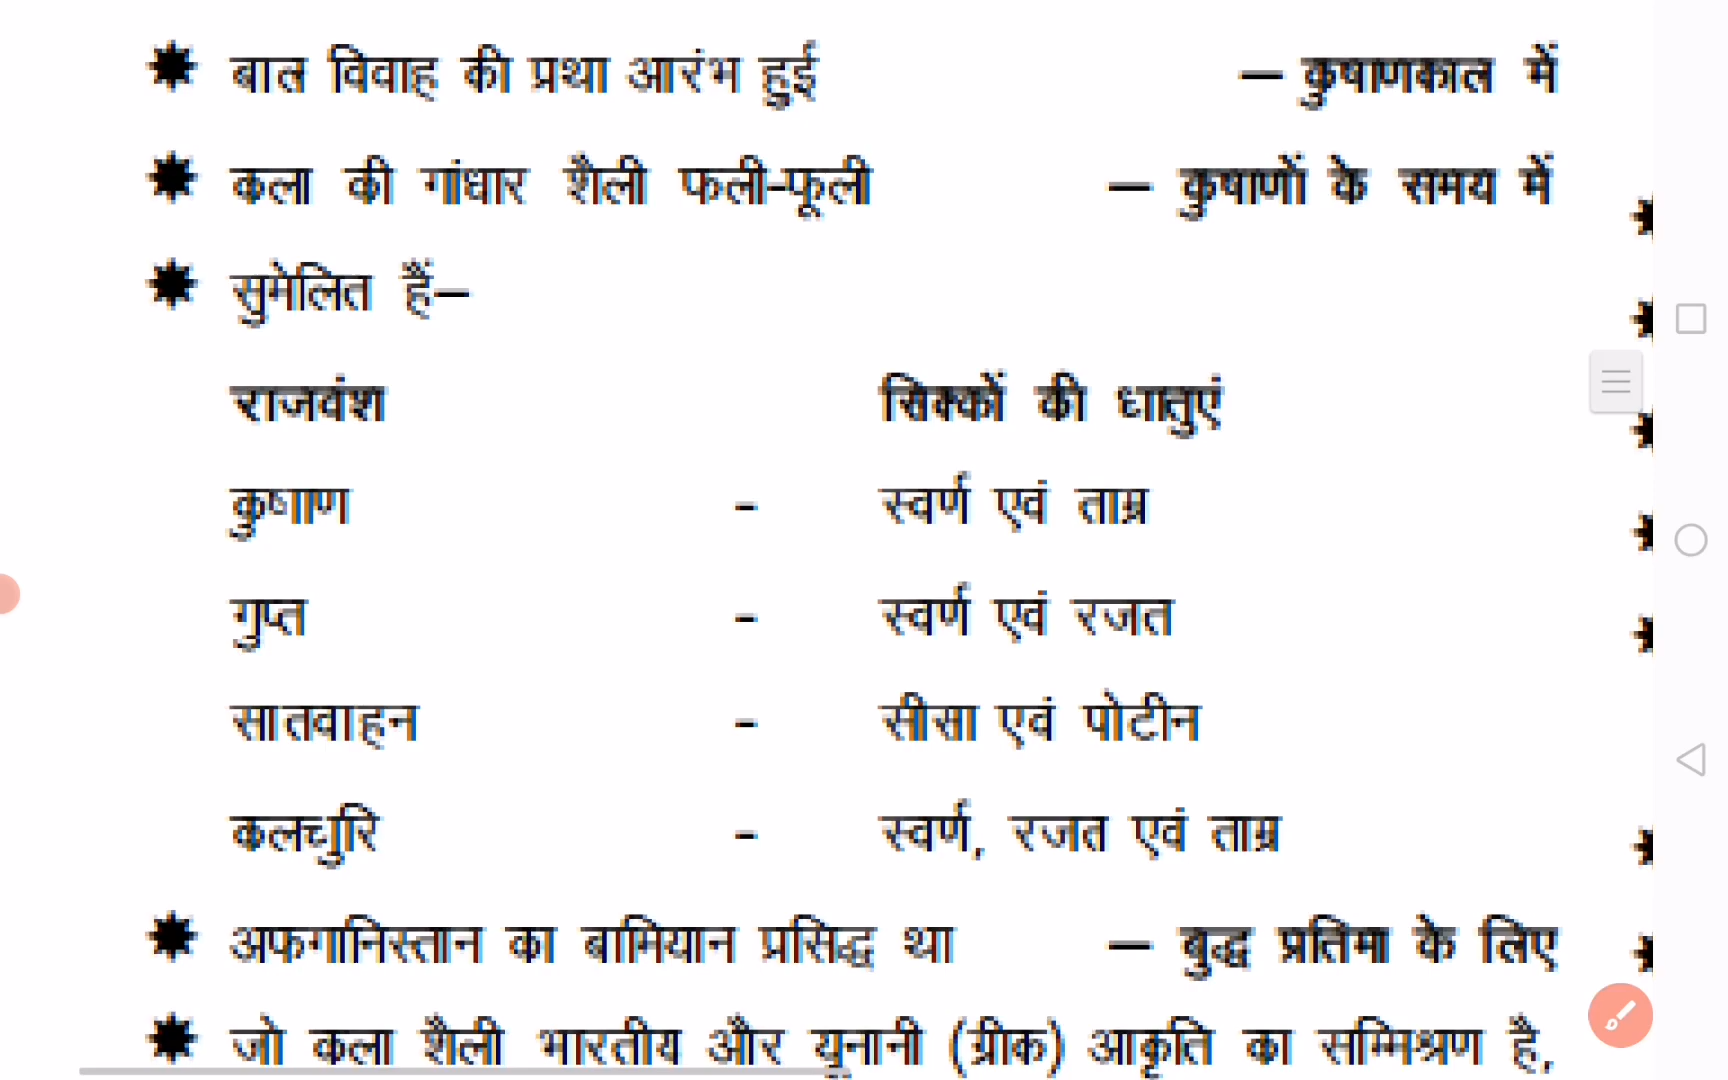 ✸ बाल विवाह की प्रथा आरंभ हुई — कुषाणकाल में
✸ कला की गांधार शैली फली-फूली — कुषाणों के समय में
✸ सुमेलित हैं—
राजवंश सिक्कों की धातुएं
कुषाण - स्वर्ण एवं ताम्र
गुप्त - स्वर्ण एवं रजत
सातवाहन - सीसा एवं पोटीन
कलचुरि - स्वर्ण, रजत एवं ताम्र
✸ अफगानिस्तान का बामियान प्रसिद्ध था — बुद्ध प्रतिमा के लिए
✸ जो कला शैली भारतीय और यूनानी (ग्रीक) आकृति का सम्मिश्रण है,